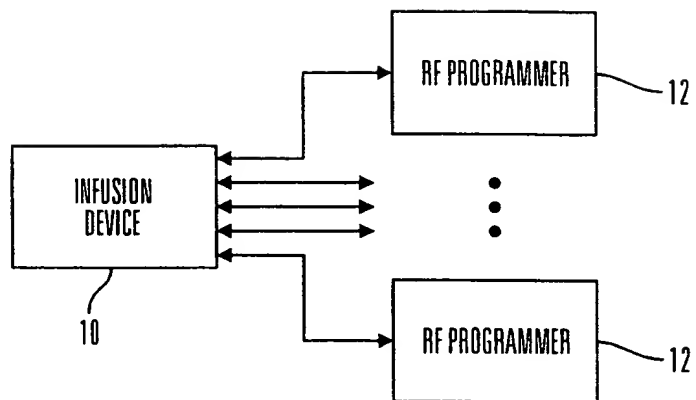 RF PROGRAMMER
12
INFUSION
DEVICE
10
RF PROGRAMMER
12